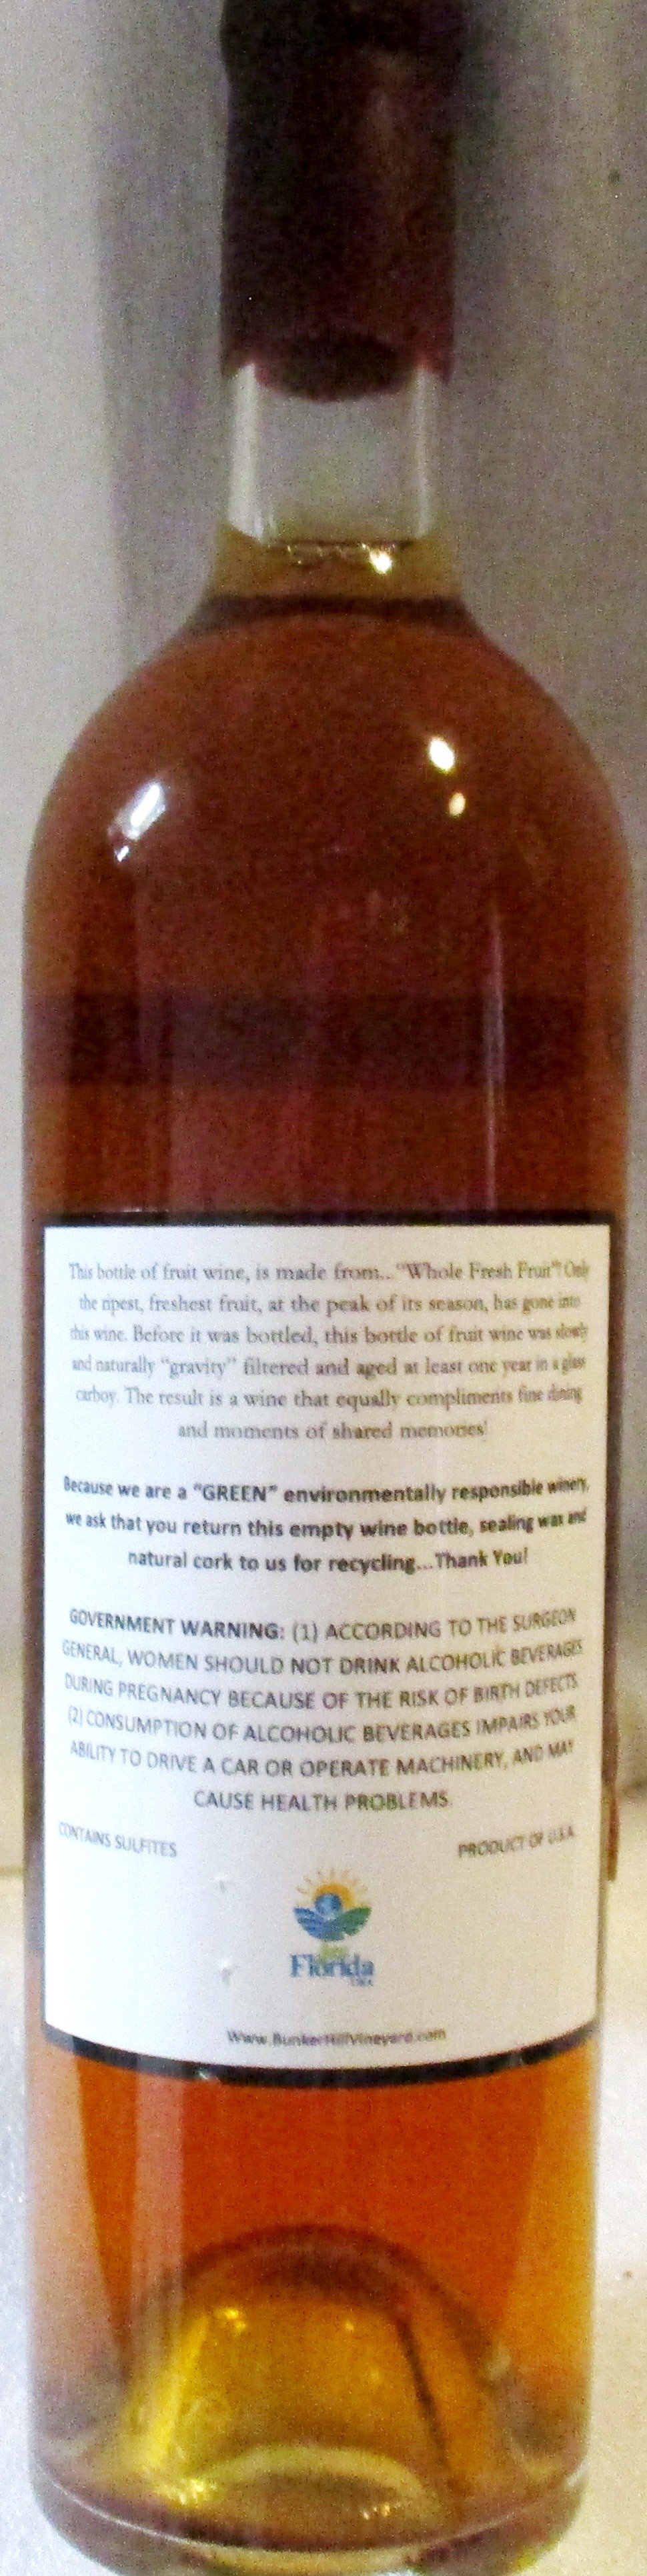 This bottle of fruit wine, is made from... "Whole Fresh Fruit"! Only
the ripest, freshest fruit, at the peak of its season, has gone into
this wine. Before it was bottled, this bottle of fruit wine was slowly
and naturally "gravity" filtered and aged at least one year in a glass
carboy. The result is a wine that equally compliments fine dining
and moments of shared memories!
Because we are a "GREEN" environmentally responsible winery,
we ask that you return this empty wine bottle, sealing wax and
natural cork to us for recycling...Thank You!
GOVERNMENT WARNING: (1) ACCORDING TO THE SURGEON
GENERAL, WOMEN SHOULD NOT DRINK ALCOHOLIC BEVERAGES
DURING PREGNANCY BECAUSE OF THE RISK OF BIRTH DEFECTS.
(2) CONSUMPTION OF ALCOHOLIC BEVERAGES IMPAIRS YOUR
ABILITY TO DRIVE A CAR OR OPERATE MACHINERY, AND MAY
CAUSE HEALTH PROBLEMS.
CONTAINS SULFITES PRODUCT OF U.S.A.
Florida
Www.BunkerHillVineyard.com